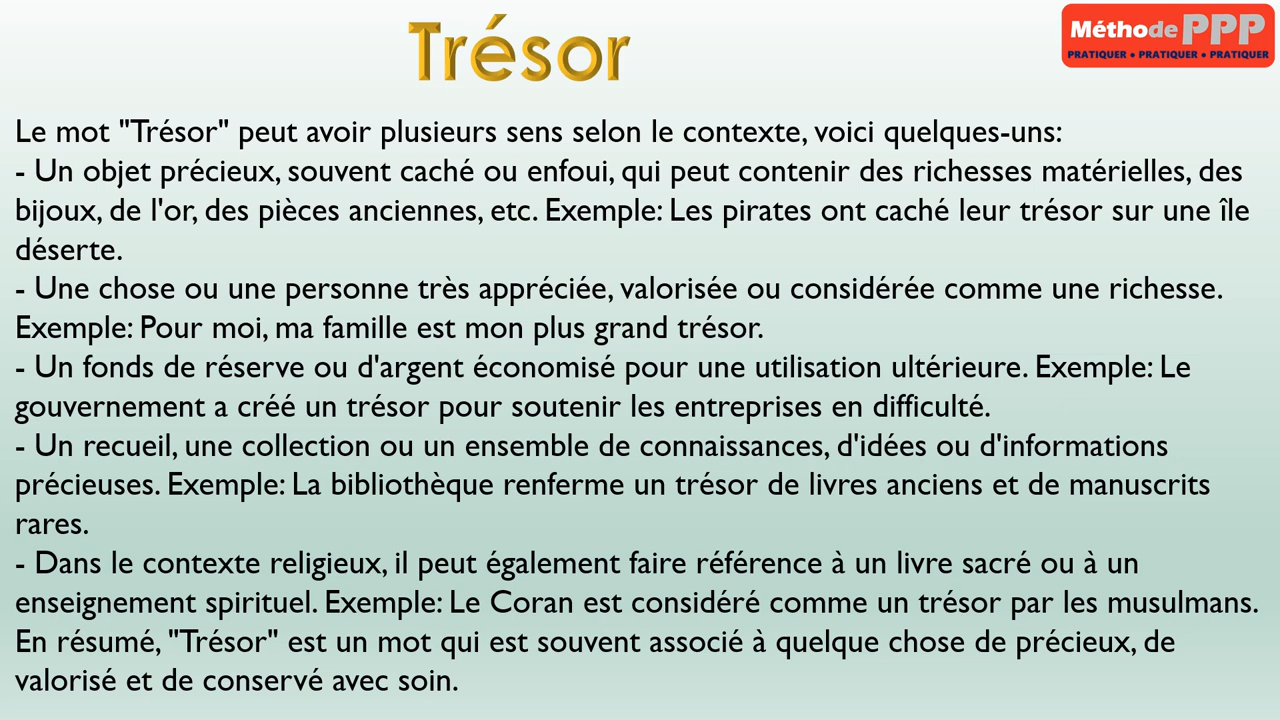 Trésor
Méthode PPP
PRATIQUER • PRATIQUER • PRATIQUER
Le mot "Trésor" peut avoir plusieurs sens selon le contexte, voici quelques-uns:
- Un objet précieux, souvent caché ou enfoui, qui peut contenir des richesses matérielles, des
bijoux, de l'or, des pièces anciennes, etc. Exemple: Les pirates ont caché leur trésor sur une île
déserte.
- Une chose ou une personne très appréciée, valorisée ou considérée comme une richesse.
Exemple: Pour moi, ma famille est mon plus grand trésor.
- Un fonds de réserve ou d'argent économisé pour une utilisation ultérieure. Exemple: Le
gouvernement a créé un trésor pour soutenir les entreprises en difficulté.
- Un recueil, une collection ou un ensemble de connaissances, d'idées ou d'informations
précieuses. Exemple: La bibliothèque renferme un trésor de livres anciens et de manuscrits
rares.
- Dans le contexte religieux, il peut également faire référence à un livre sacré ou à un
enseignement spirituel. Exemple: Le Coran est considéré comme un trésor par les musulmans.
En résumé, "Trésor" est un mot qui est souvent associé à quelque chose de précieux, de
valorisé et de conservé avec soin.